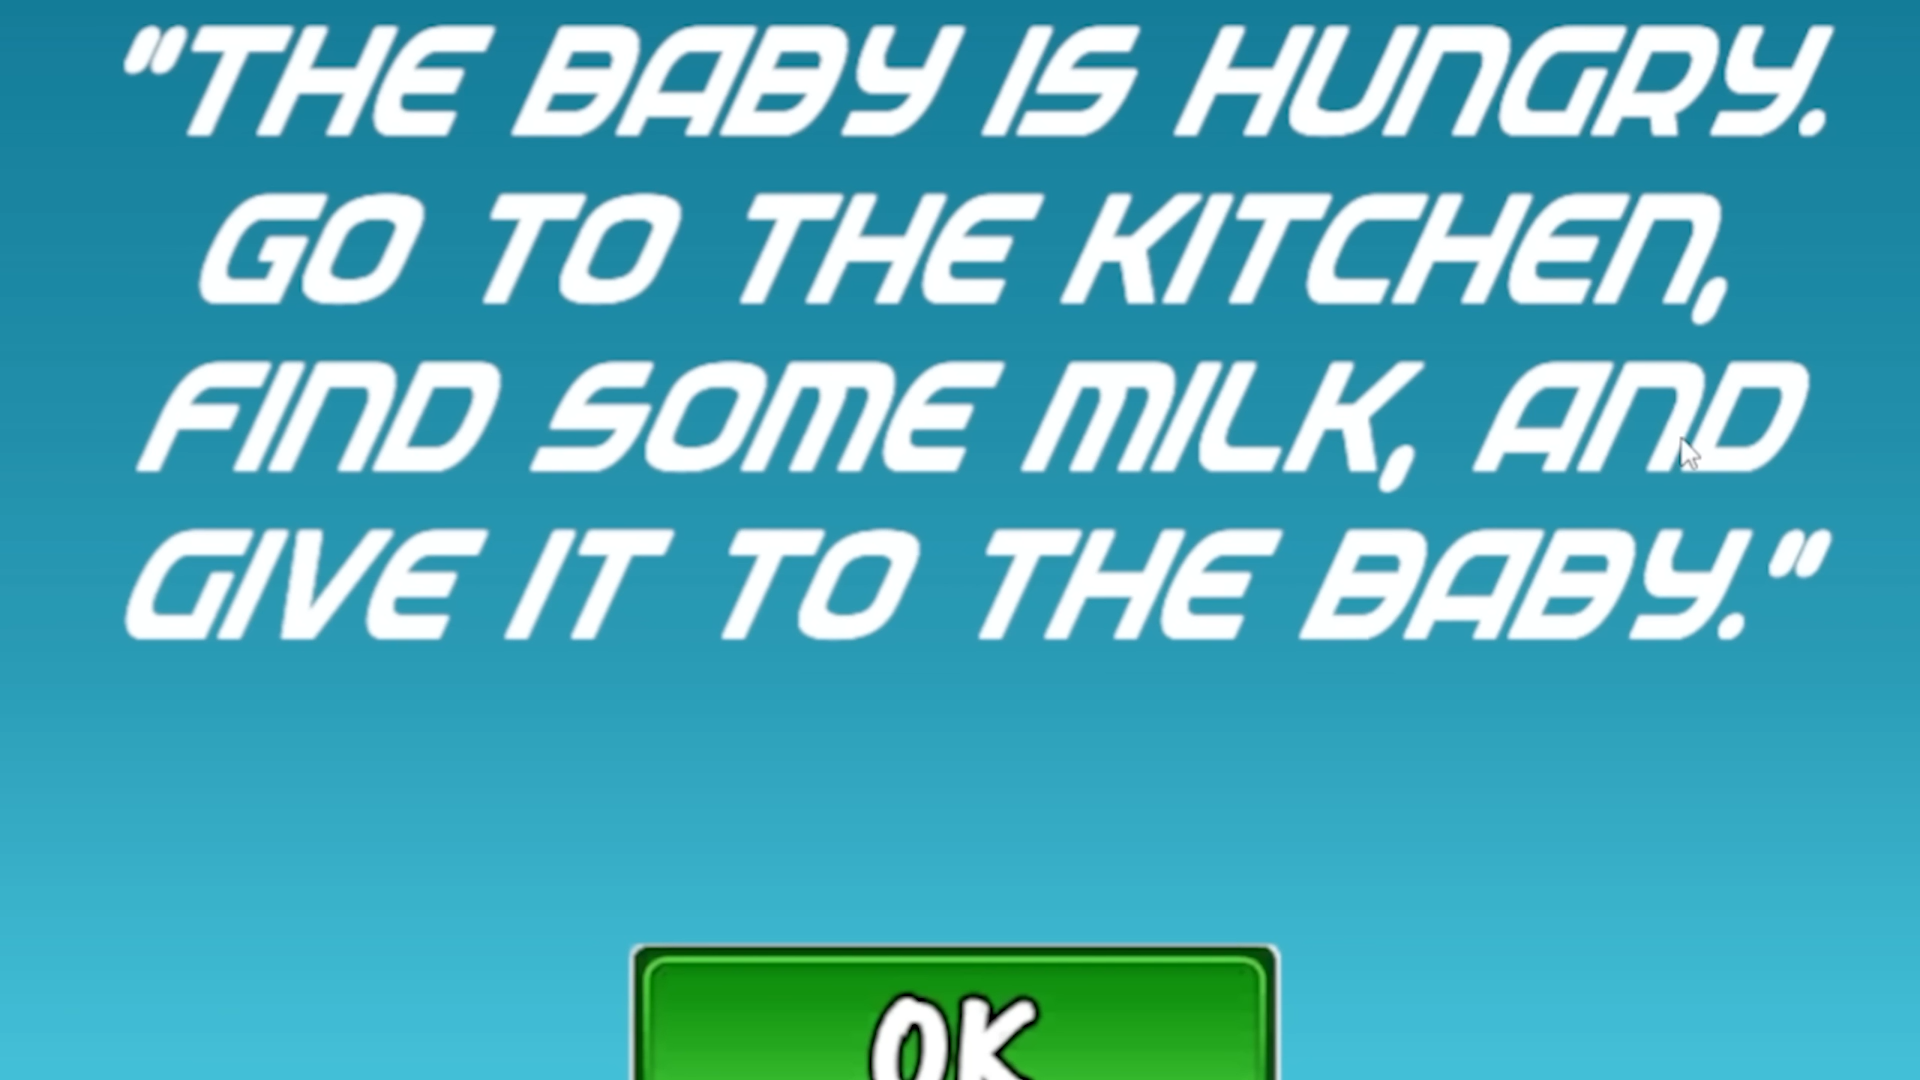 "THE BABY IS HUNGRY.
GO TO THE KITCHEN,
FIND SOME MILK, AND
GIVE IT TO THE BABY."
OK